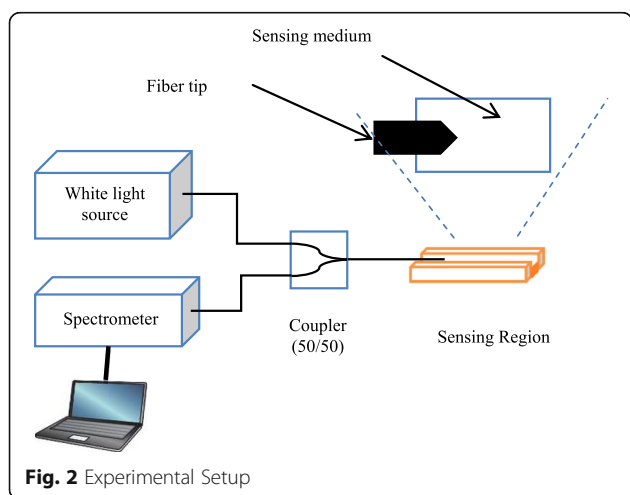 Sensing medium
Fiber tip
White light
source
Spectrometer
Coupler
(50/50)
Sensing Region
Fig. 2 Experimental Setup